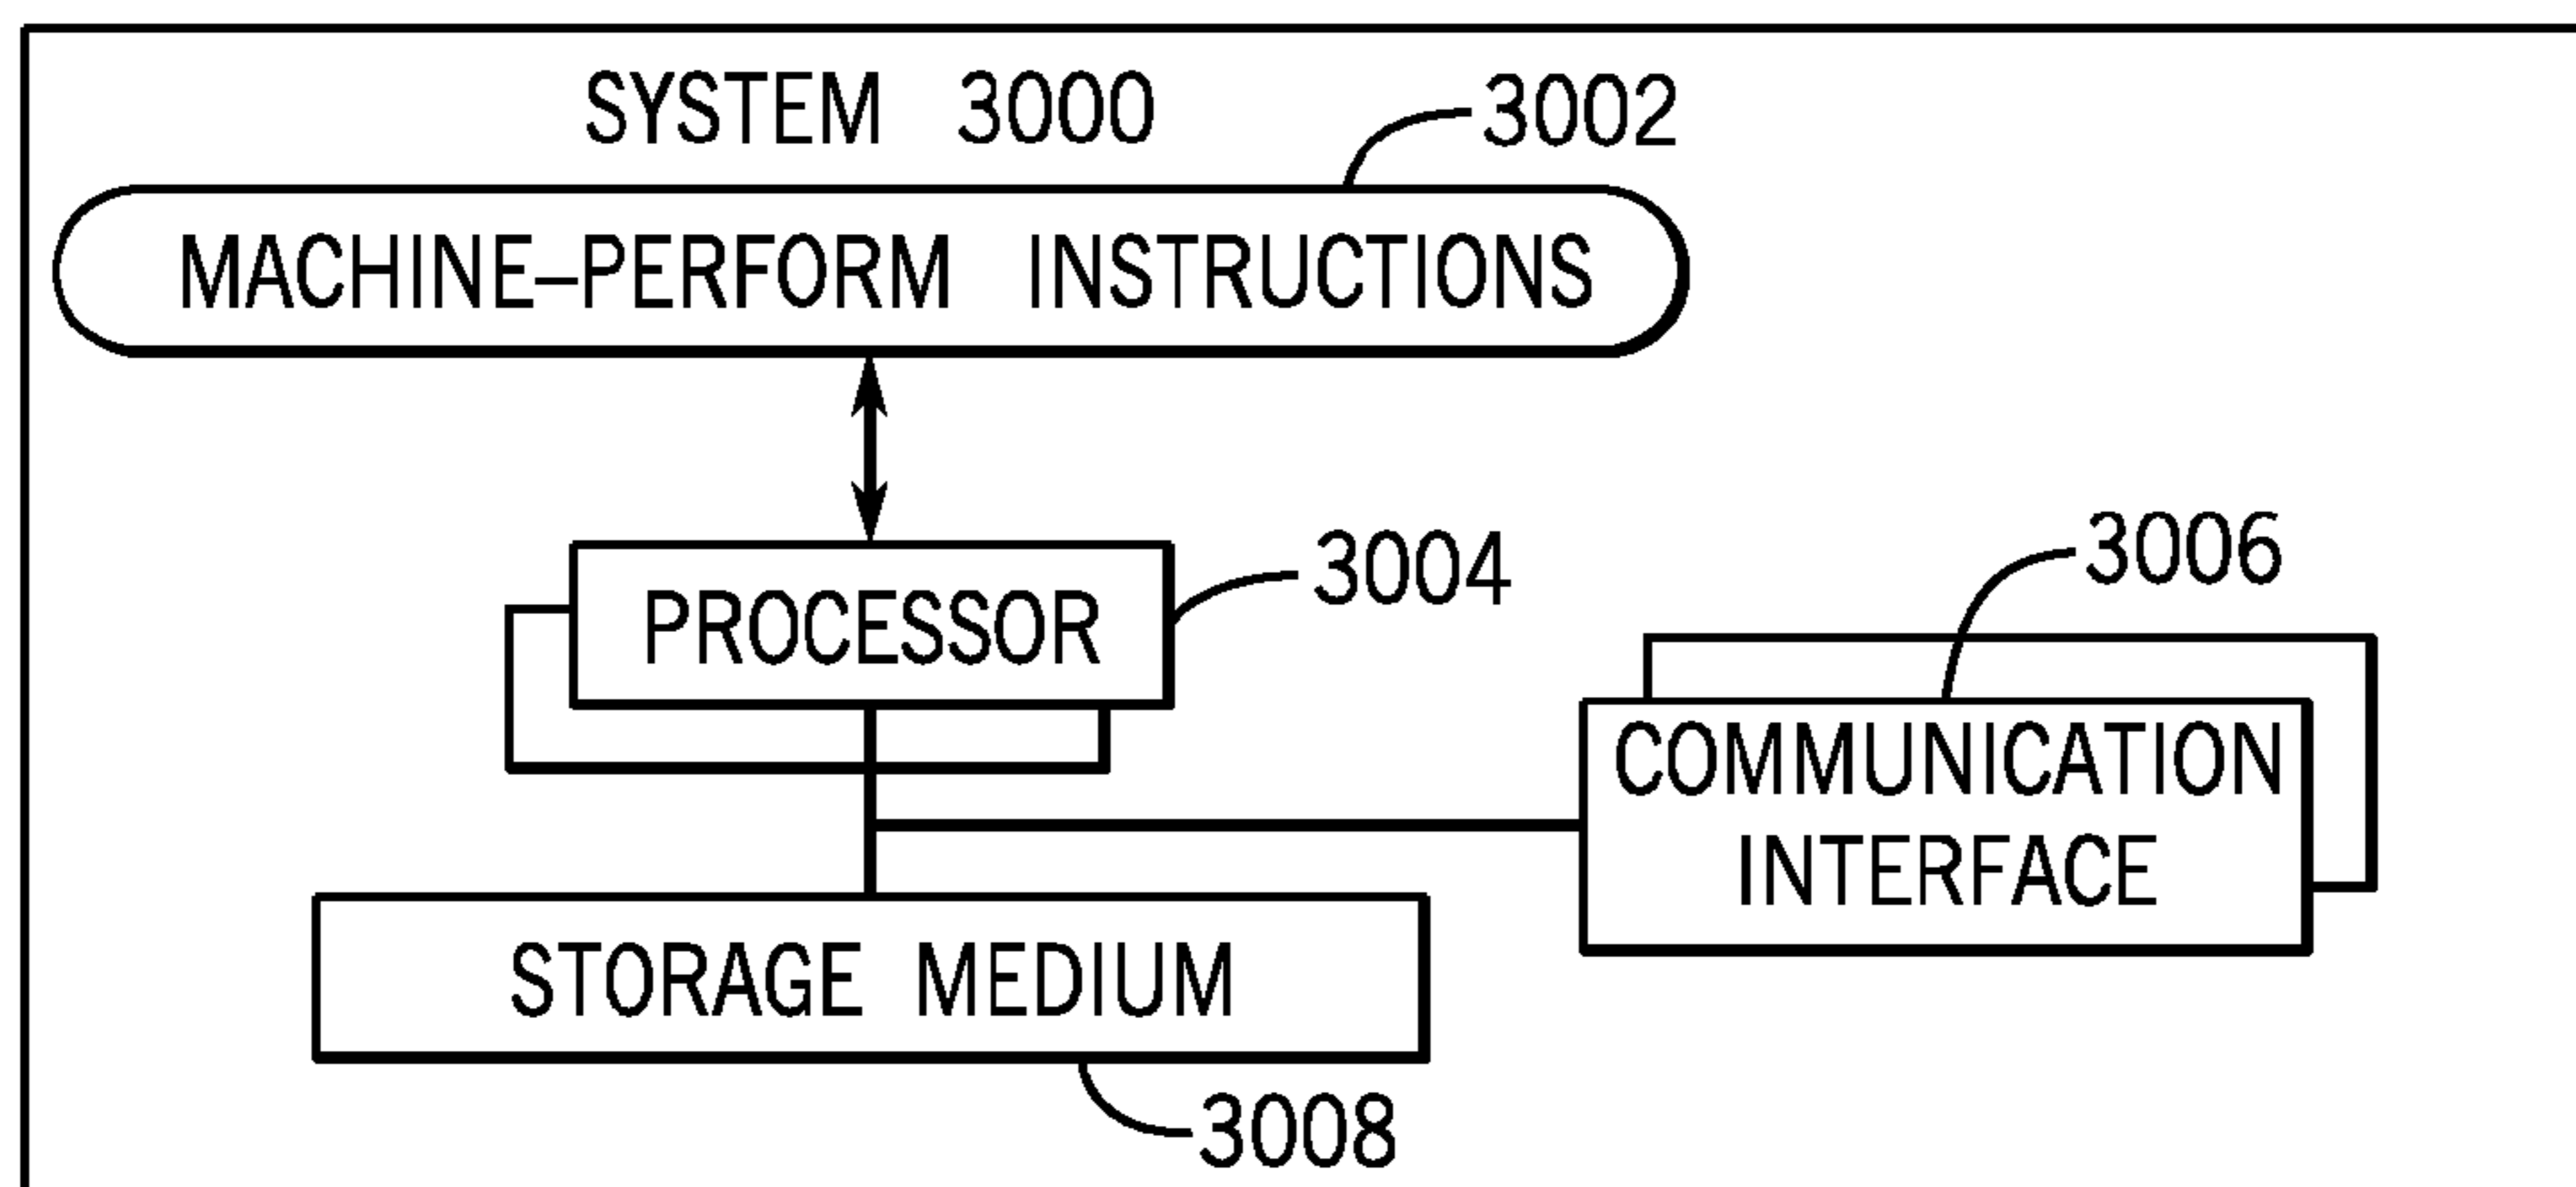 SYSTEM 3000
3002
MACHINE–PERFORM INSTRUCTIONS
PROCESSOR
3004
3006
COMMUNICATION
INTERFACE
STORAGE MEDIUM
3008